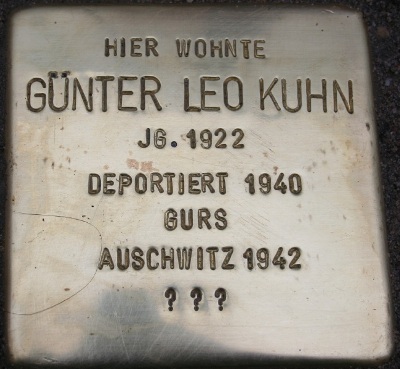 HIER WOHNTE
GÜNTER LEO KUHN
JG. 1922
DEPORTIERT 1940
GURS
AUSCHWITZ 1942
? ? ?